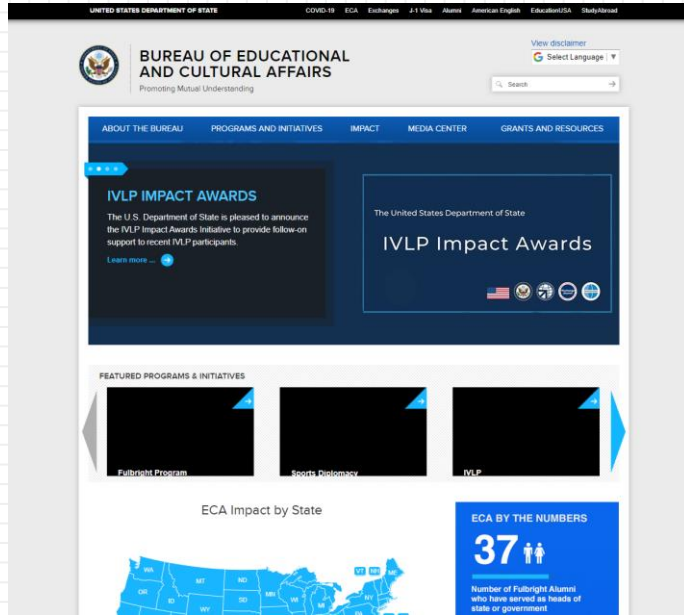 UNITED STATES DEPARTMENT OF STATE
COVID-19 ECA Exchanges J-1 Visa Alumni American English EducationUSA StudyAbroad
View disclaimer
G Select Language ▼
BUREAU OF EDUCATIONAL
AND CULTURAL AFFAIRS
Promoting Mutual Understanding
Search
ABOUT THE BUREAU PROGRAMS AND INITIATIVES IMPACT MEDIA CENTER GRANTS AND RESOURCES
IVLP IMPACT AWARDS
The U.S. Department of State is pleased to announce
the IVLP Impact Awards Initiative to provide follow-on
support to recent IVLP participants.
Learn more ...
The United States Department of State
IVLP Impact Awards
FEATURED PROGRAMS & INITIATIVES
Fulbright Program
Sports Diplomacy
IVLP
ECA Impact by State
WA
MT
ND
OR
ID
WY
SD
MN
WI
MI
NY
PA
VT
NH
ME
ECA BY THE NUMBERS
37
Number of Fulbright Alumni
who have served as heads of
state or government